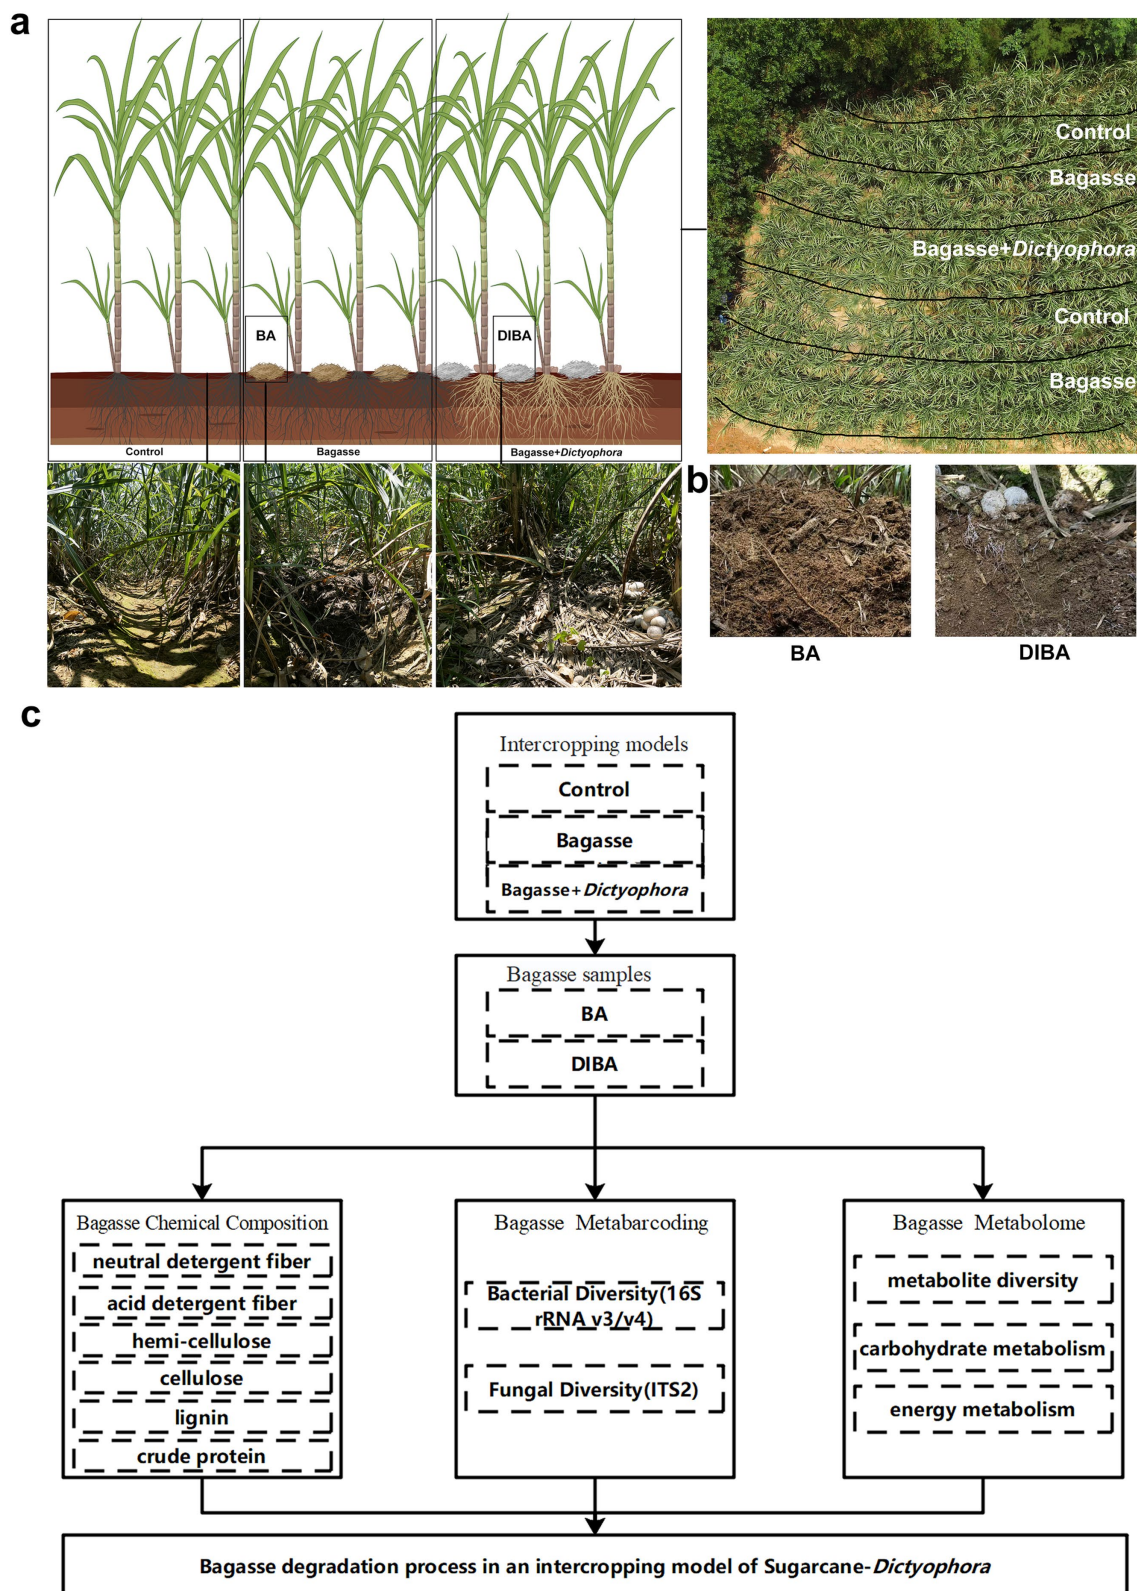 a
BA
DIBA
Control
Bagasse
Bagasse+Dictyophora
Control
Bagasse
Bagasse+Dictyophora
Control
Bagasse
b
BA
DIBA
c
Intercropping models
Control
Bagasse
Bagasse+Dictyophora
Bagasse samples
BA
DIBA
Bagasse Chemical Composition
neutral detergent fiber
acid detergent fiber
hemi-cellulose
cellulose
lignin
crude protein
Bagasse Metabarcoding
Bacterial Diversity(16S
rRNA v3/v4)
Fungal Diversity(ITS2)
Bagasse Metabolome
metabolite diversity
carbohydrate metabolism
energy metabolism
Bagasse degradation process in an intercropping model of Sugarcane-Dictyophora